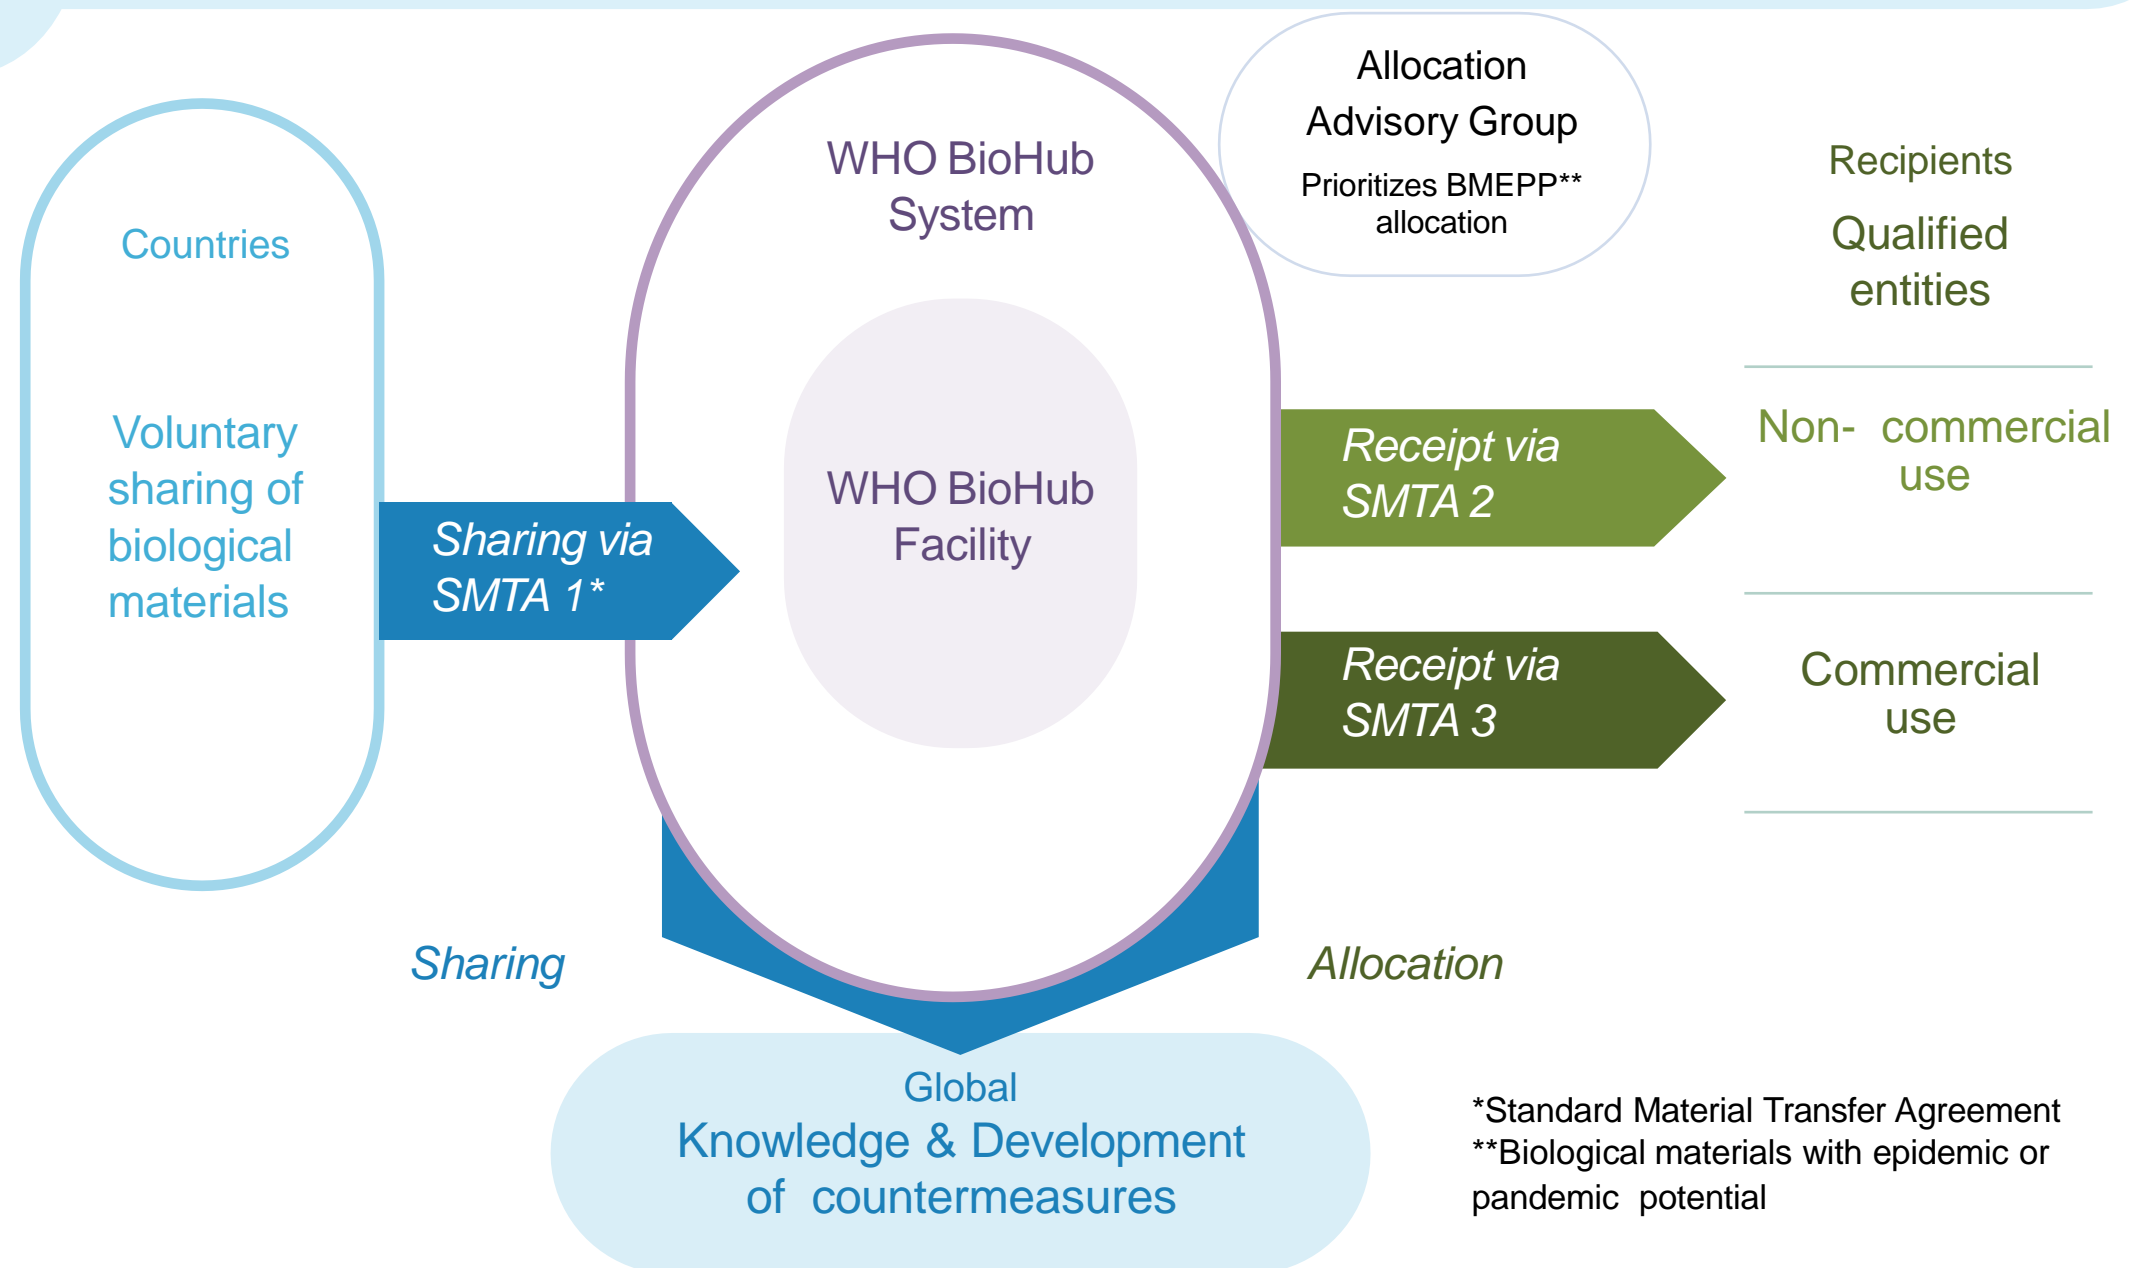 Countries
Voluntary
sharing of
biological
materials
Sharing via
SMTA 1*
WHO BioHub
System
WHO BioHub
Facility
Allocation
Advisory Group
Prioritizes BMEPP**
allocation
Recipients
Qualified
entities
Receipt via
SMTA 2
Non- commercial
use
Receipt via
SMTA 3
Commercial
use
Sharing
Allocation
Global
Knowledge & Development
of countermeasures
*Standard Material Transfer Agreement
**Biological materials with epidemic or
pandemic potential